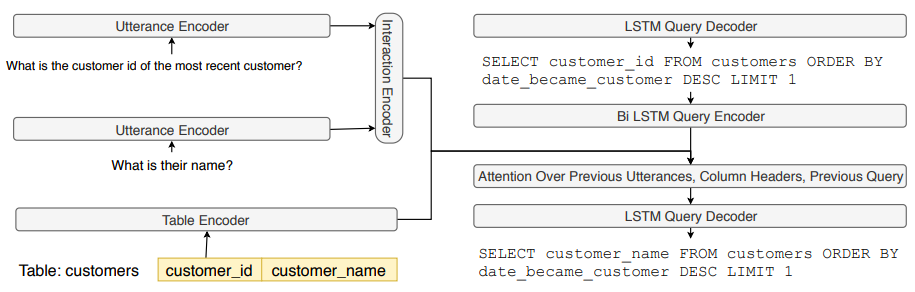 Utterance Encoder
What is the customer id of the most recent customer?
Utterance Encoder
What is their name?
Interaction Encoder
Table Encoder
Table: customers
customer_id customer_name
LSTM Query Decoder
SELECT customer_id FROM customers ORDER BY
date_became_customer DESC LIMIT 1
Bi LSTM Query Encoder
Attention Over Previous Utterances, Column Headers, Previous Query
LSTM Query Decoder
SELECT customer_name FROM customers ORDER BY
date_became_customer DESC LIMIT 1